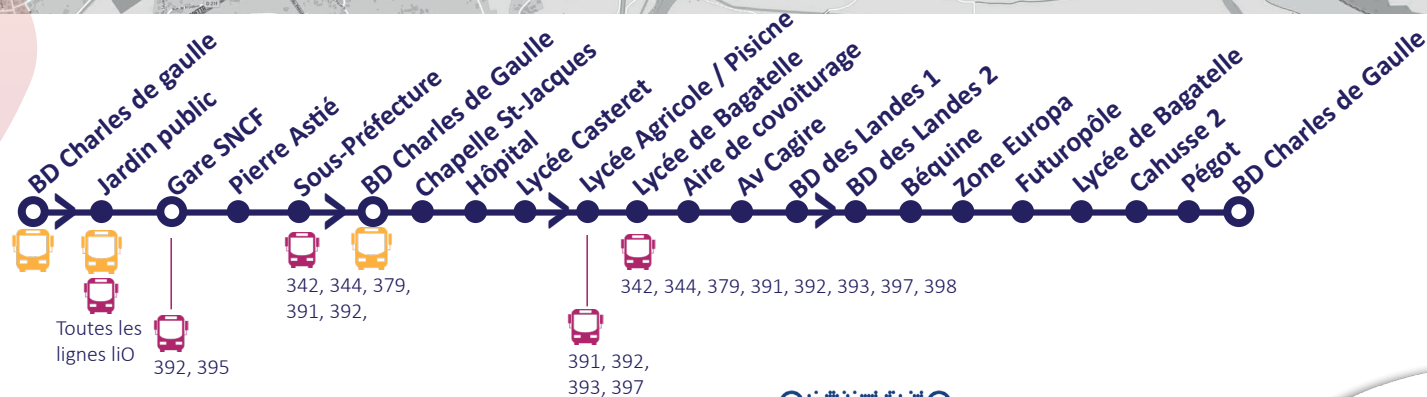 BD Charles de gaulle
Jardin public
Gare SNCF
Pierre Astié
Sous-Préfecture
BD Charles de Gaulle
Chapelle St-Jacques
Hôpital
Lycée Casteret
Lycée Agricole / Pisicne
Lycée de Bagatelle
Aire de covoiturage
Av Cagire
BD des Landes 1
BD des Landes 2
Béquine
Zone Europa
Futuropôle
Lycée de Bagatelle
Cahusse 2
Pégot
BD Charles de Gaulle
Toutes les
lignes liO
392, 395
342, 344, 379,
391, 392,
391, 392,
393, 397
342, 344, 379, 391, 392, 393, 397, 398